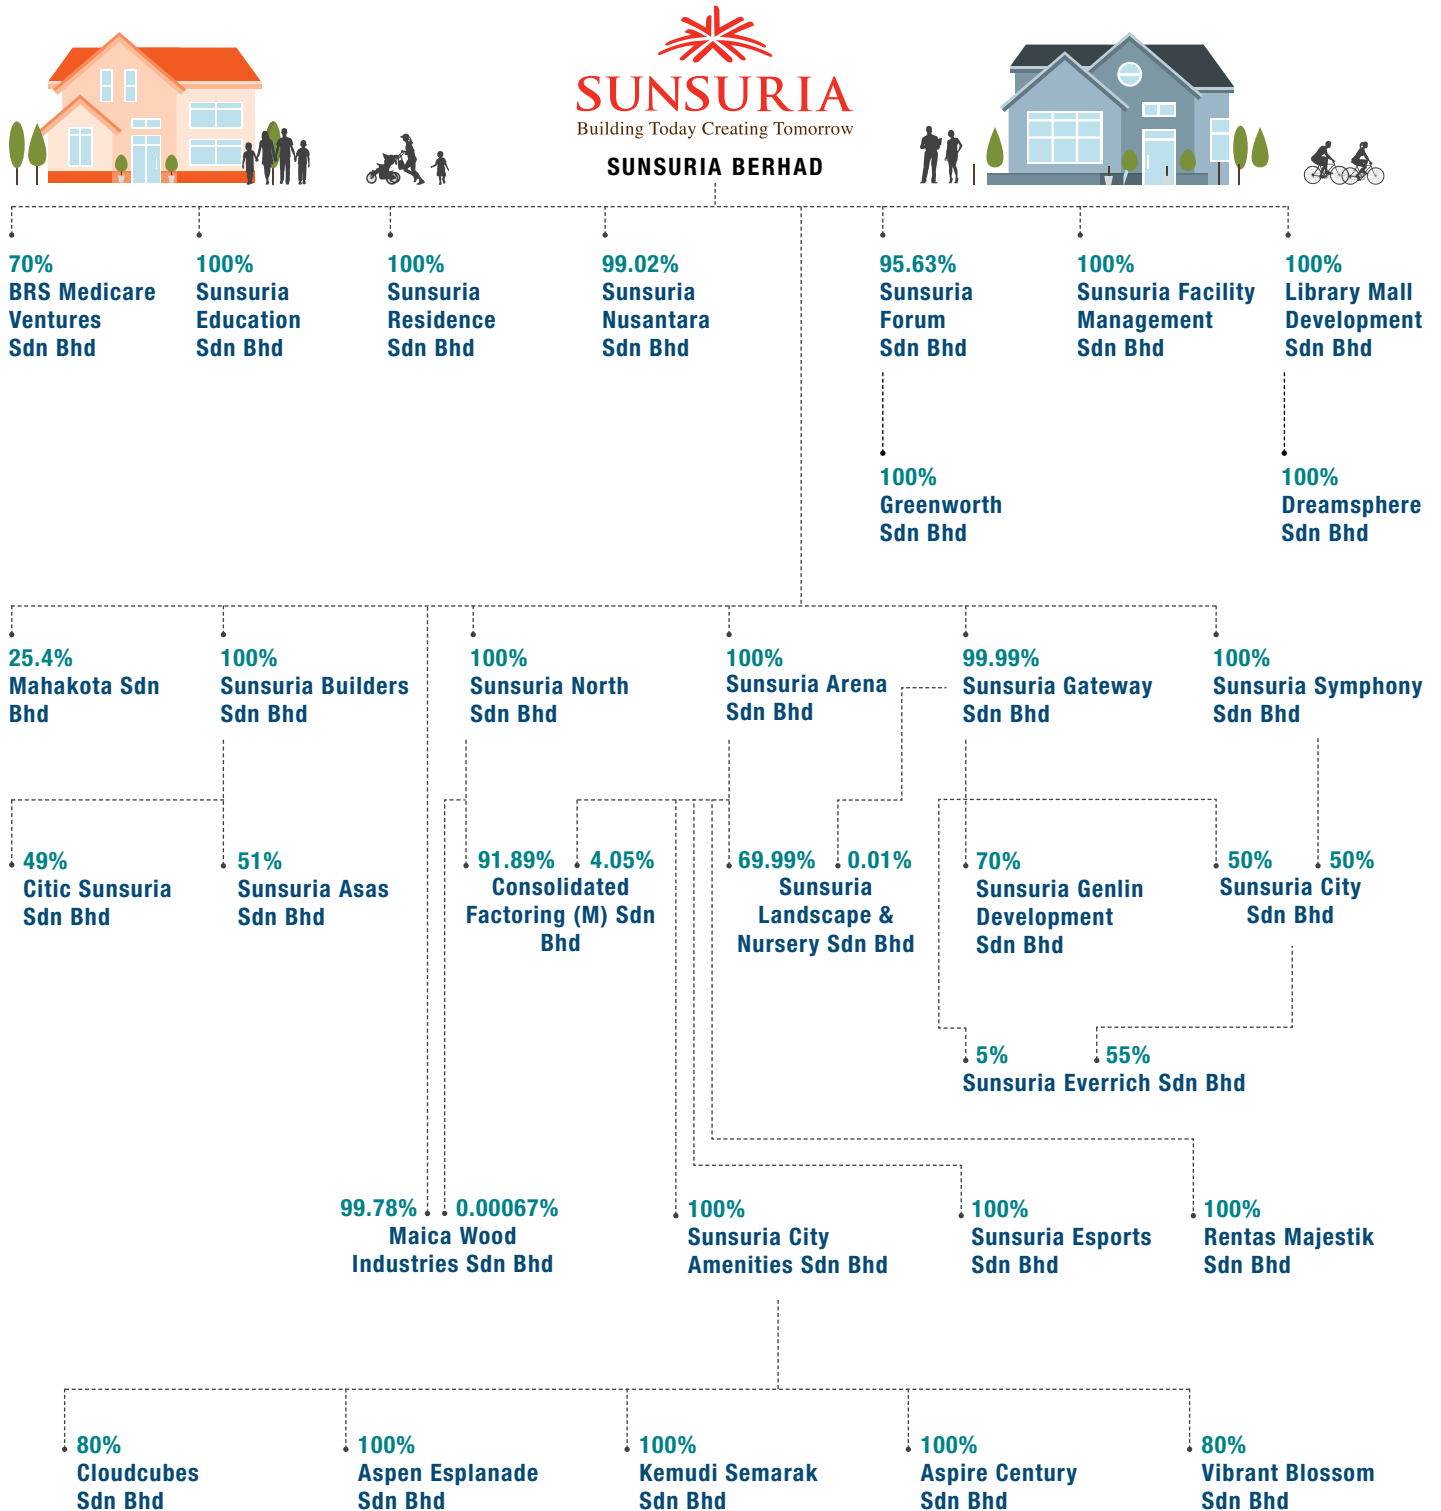 SUNSURIA
Building Today Creating Tomorrow
SUNSURIA BERHAD
70%
BRS Medicare
Ventures
Sdn Bhd
100%
Sunsuria
Education
Sdn Bhd
100%
Sunsuria
Residence
Sdn Bhd
99.02%
Sunsuria
Nusantara
Sdn Bhd
95.63%
Sunsuria
Forum
Sdn Bhd
100%
Sunsuria Facility
Management
Sdn Bhd
100%
Library Mall
Development
Sdn Bhd
100%
Greenworth
Sdn Bhd
100%
Dreamsphere
Sdn Bhd
25.4%
Mahakota Sdn
Bhd
100%
Sunsuria Builders
Sdn Bhd
100%
Sunsuria North
Sdn Bhd
100%
Sunsuria Arena
Sdn Bhd
99.99%
Sunsuria Gateway
Sdn Bhd
100%
Sunsuria Symphony
Sdn Bhd
49%
Citic Sunsuria
Sdn Bhd
51%
Sunsuria Asas
Sdn Bhd
91.89% 4.05%
Consolidated
Factoring (M) Sdn
Bhd
69.99% 0.01%
Sunsuria
Landscape &
Nursery Sdn Bhd
70%
Sunsuria Genlin
Development
Sdn Bhd
50% 50%
Sunsuria City
Sdn Bhd
5% 55%
Sunsuria Everrich Sdn Bhd
99.78% 0.00067%
Maica Wood
Industries Sdn Bhd
100%
Sunsuria City
Amenities Sdn Bhd
100%
Sunsuria Esports
Sdn Bhd
100%
Rentas Majestik
Sdn Bhd
80%
Cloudcubes
Sdn Bhd
100%
Aspen Esplanade
Sdn Bhd
100%
Kemudi Semarak
Sdn Bhd
100%
Aspire Century
Sdn Bhd
80%
Vibrant Blossom
Sdn Bhd